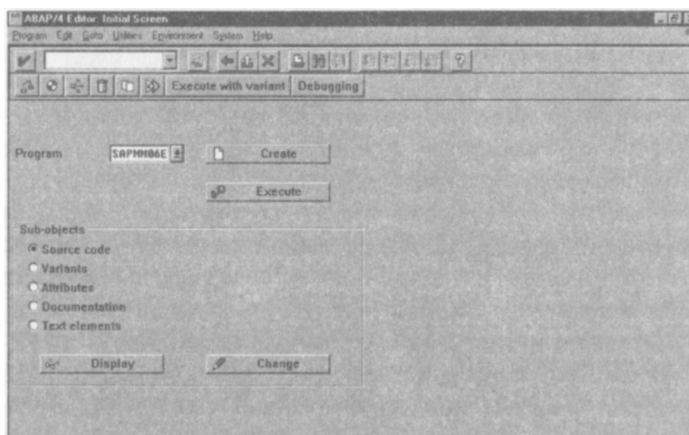 ABAP/4 Editor: Initial Screen
Program Edit Goto Utilities Environment System Help
Execute with variant Debugging
Program SAPMM06E Create
Execute
Sub-objects
Source code
Variants
Attributes
Documentation
Text elements
Display Change